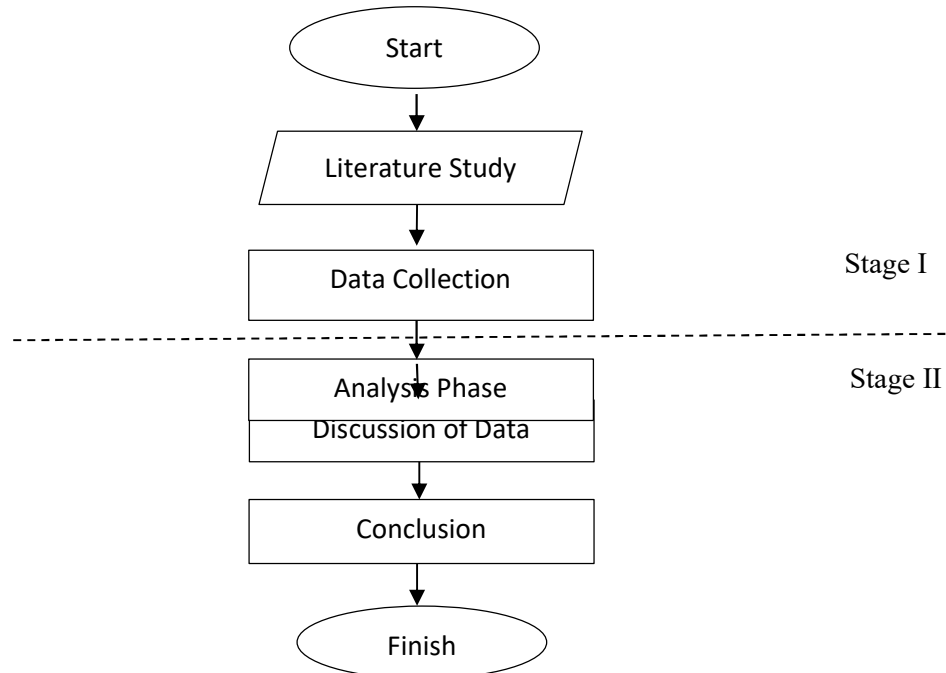 Start
Literature Study
Data Collection
Stage I
Analysis Phase
Stage II
Discussion of Data
Conclusion
Finish